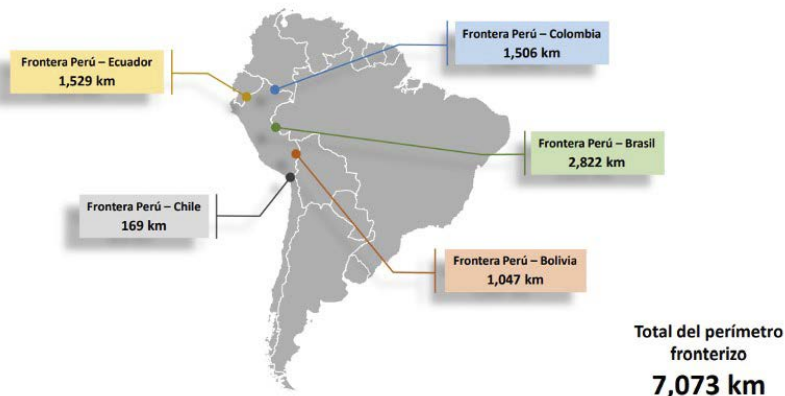 Frontera Perú – Colombia
1,506 km
Frontera Perú – Ecuador
1,529 km
Frontera Perú – Brasil
2,822 km
Frontera Perú – Chile
169 km
Frontera Perú – Bolivia
1,047 km
Total del perímetro
fronterizo
7,073 km